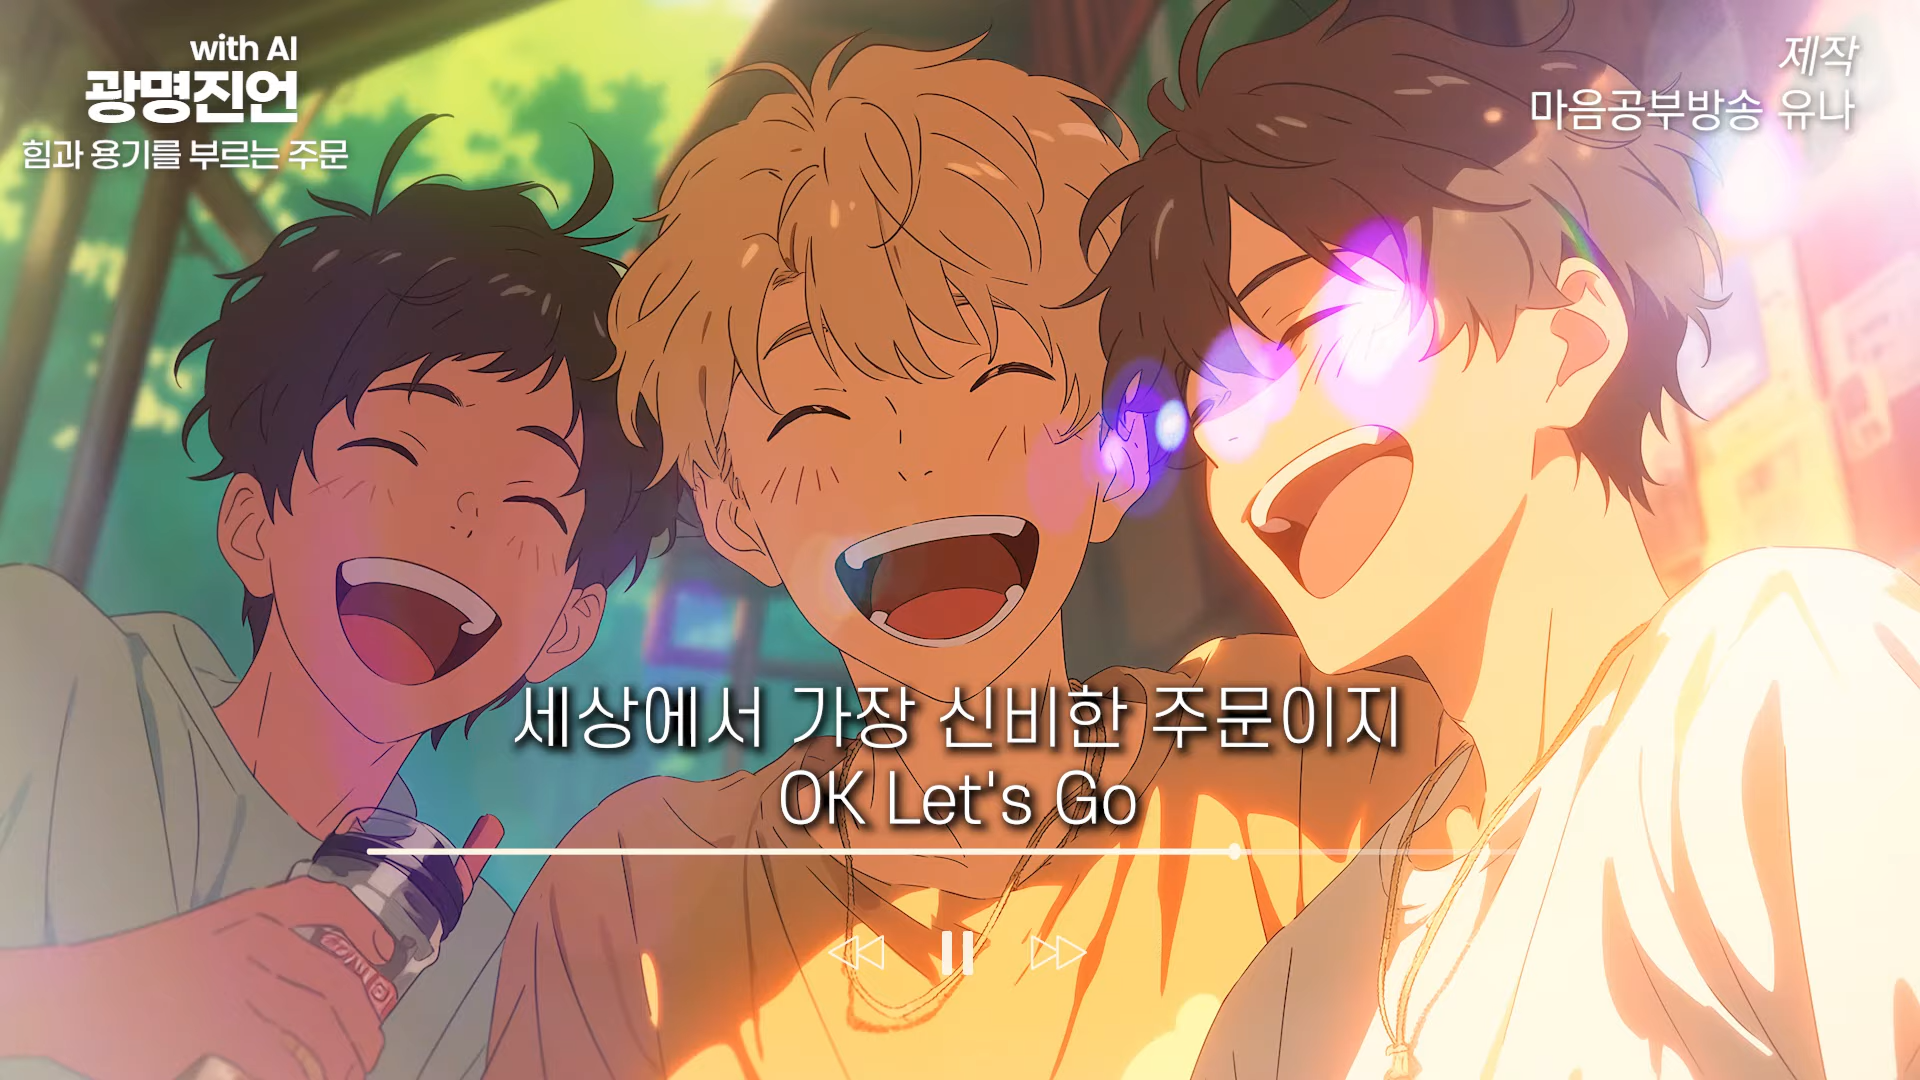 with AI
광명진언
힘과 용기를 부르는 주문
제작
마음공부방송 유나
세상에서 가장 신비한 주문이지
OK Let's Go